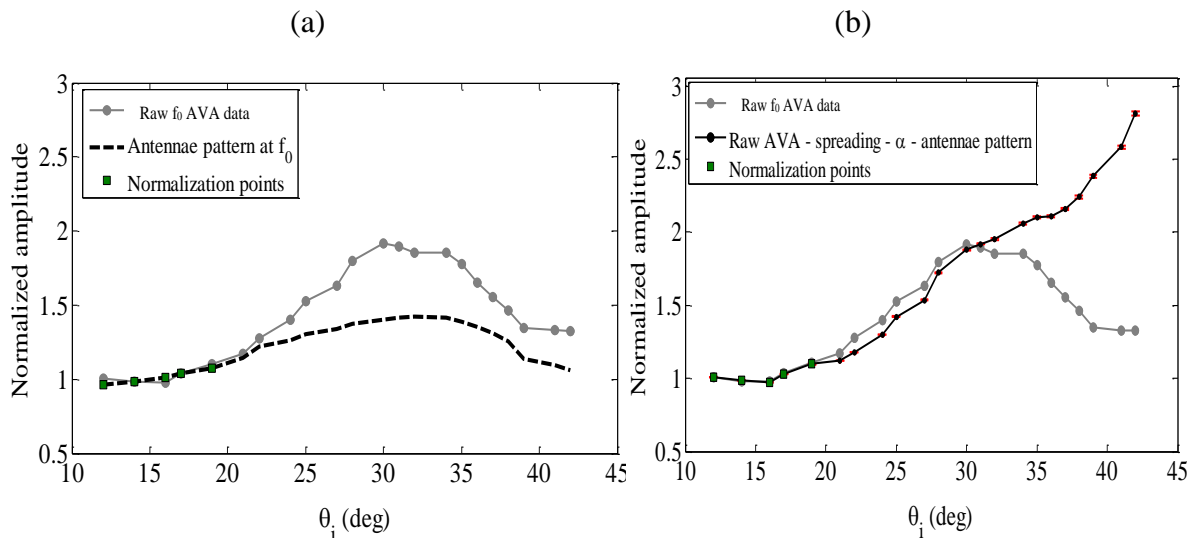 (a)
3
2.5
2
1.5
1
0.5
10 15 20 25 30 35 40 45
Normalized amplitude
θi (deg)
Raw f0 AVA data
Antennae pattern at f0
Normalization points
(b)
3
2.5
2
1.5
1
0.5
10 15 20 25 30 35 40 45
Normalized amplitude
θi (deg)
Raw f0 AVA data
Raw AVA - spreading - α - antennae pattern
Normalization points